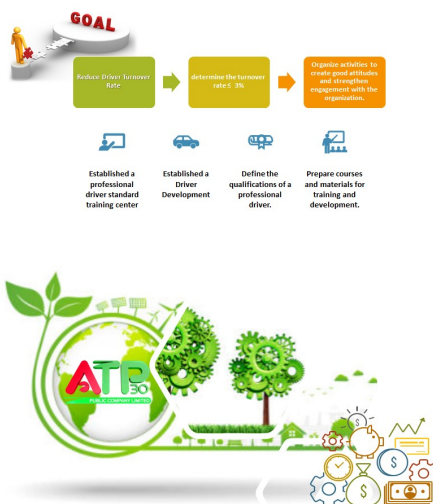 GOAL
Reduce Driver Turnover
Rate
determine the turnover
rate ≤ 3%
Organize activities to
create good attitudes
and strengthen
engagement with the
organization.
Established a
professional
driver standard
training center
Established a
Driver
Development
Define the
qualifications of a
professional
driver.
Prepare courses
and materials for
training and
development.
ATP
30
PUBLIC COMPANY LIMITED
$
$
$